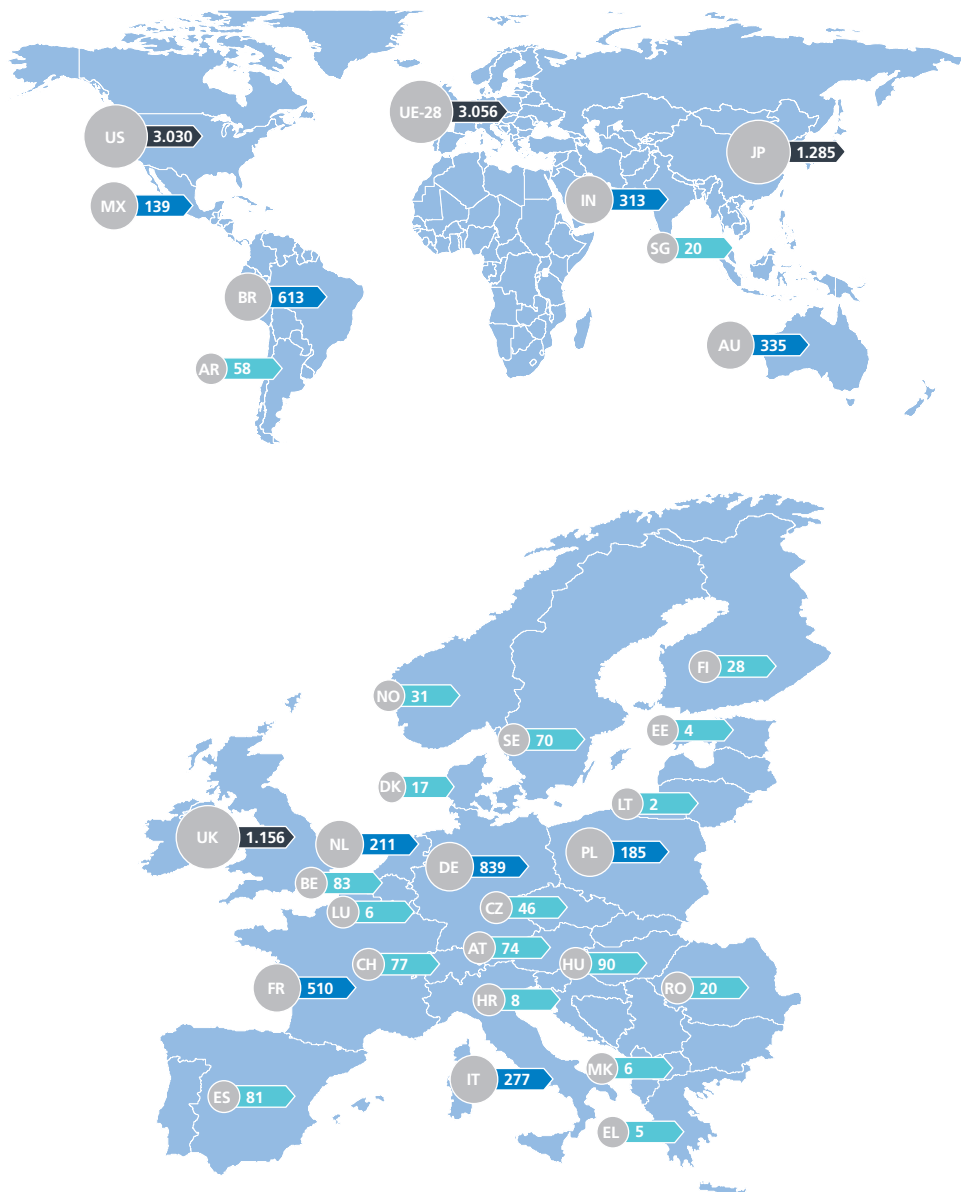 UE-28 3.056
US 3.030
JP 1.285
MX 139
IN 313
SG 20
BR 613
AU 335
AR 58
FI 28
NO 31
EE 4
SE 70
DK 17
LT 2
UK 1.156
NL 211
PL 185
DE 839
BE 83
CZ 46
LU 6
AT 74
CH 77
HU 90
FR 510
RO 20
HR 8
MK 6
IT 277
ES 81
EL 5